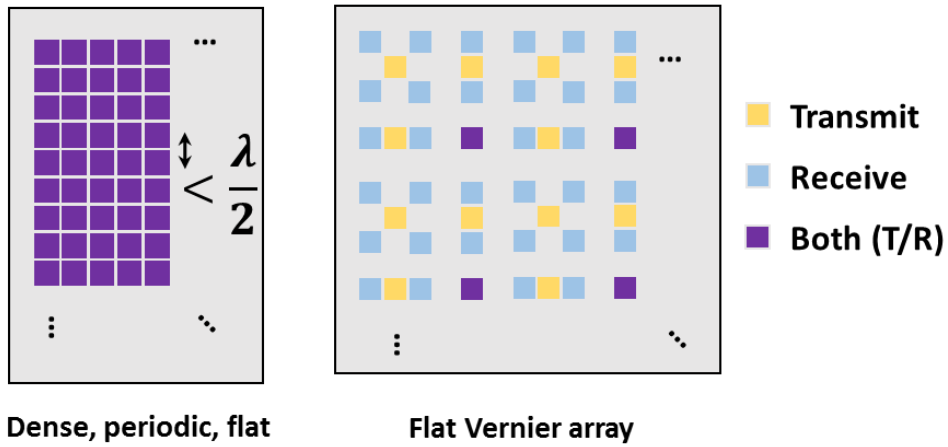 ...
< λ/2
⋮
⋱
Dense, periodic, flat
...
⋮
⋱
Flat Vernier array
Transmit
Receive
Both (T/R)